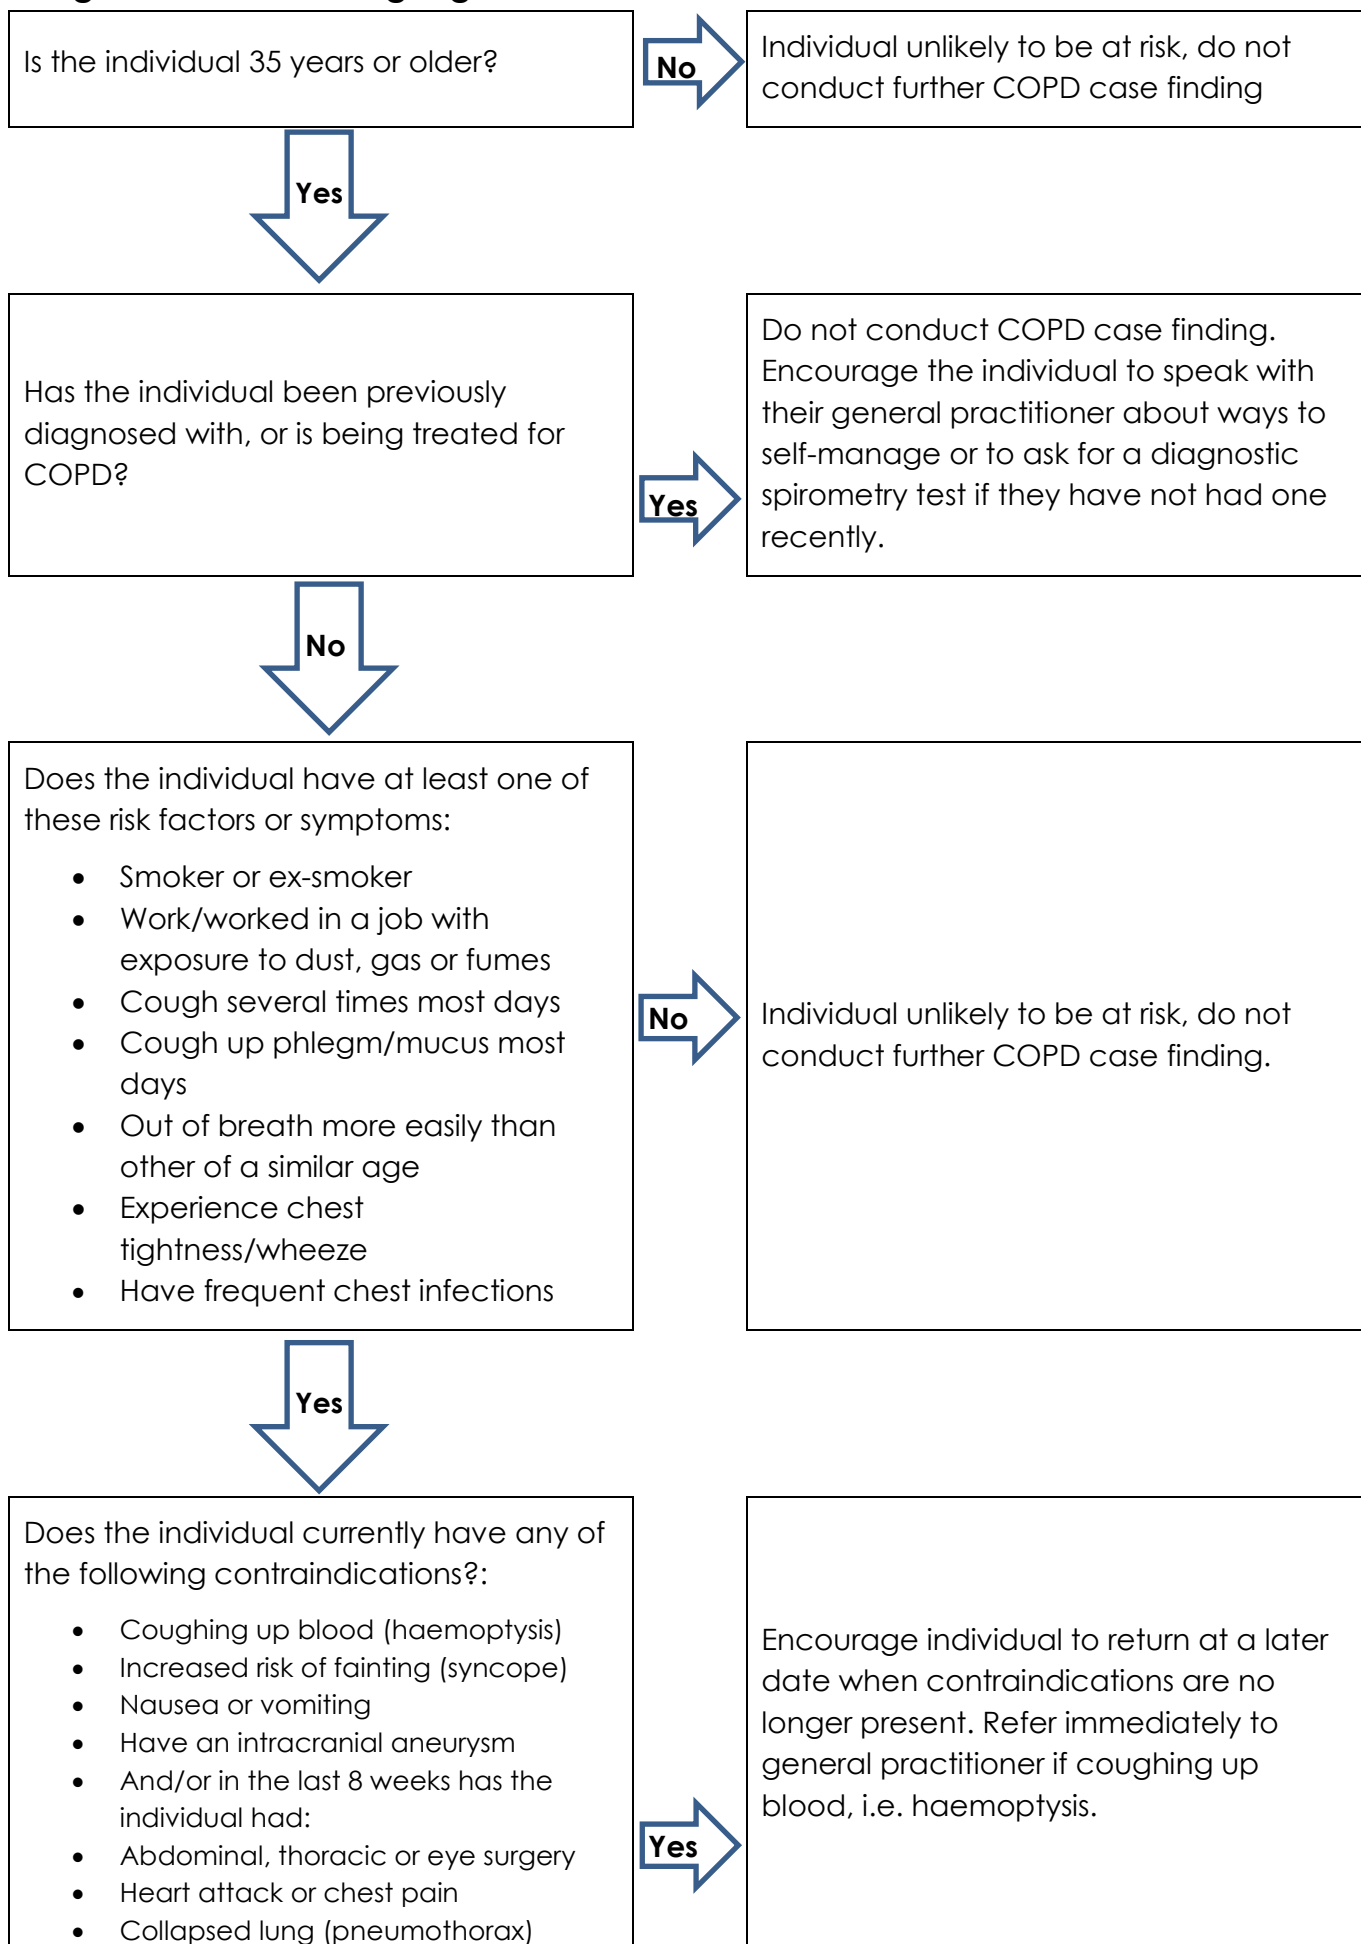 Is the individual 35 years or older?
No
Individual unlikely to be at risk, do not
conduct further COPD case finding
Yes
Has the individual been previously
diagnosed with, or is being treated for
COPD?
Yes
Do not conduct COPD case finding.
Encourage the individual to speak with
their general practitioner about ways to
self-manage or to ask for a diagnostic
spirometry test if they have not had one
recently.
No
Does the individual have at least one of
these risk factors or symptoms:
• Smoker or ex-smoker
• Work/worked in a job with
exposure to dust, gas or fumes
• Cough several times most days
• Cough up phlegm/mucus most
days
• Out of breath more easily than
other of a similar age
• Experience chest
tightness/wheeze
• Have frequent chest infections
No
Individual unlikely to be at risk, do not
conduct further COPD case finding.
Yes
Does the individual currently have any of
the following contraindications?:
• Coughing up blood (haemoptysis)
• Increased risk of fainting (syncope)
• Nausea or vomiting
• Have an intracranial aneurysm
• And/or in the last 8 weeks has the
individual had:
• Abdominal, thoracic or eye surgery
• Heart attack or chest pain
• Collapsed lung (pneumothorax)
Yes
Encourage individual to return at a later
date when contraindications are no
longer present. Refer immediately to
general practitioner if coughing up
blood, i.e. haemoptysis.